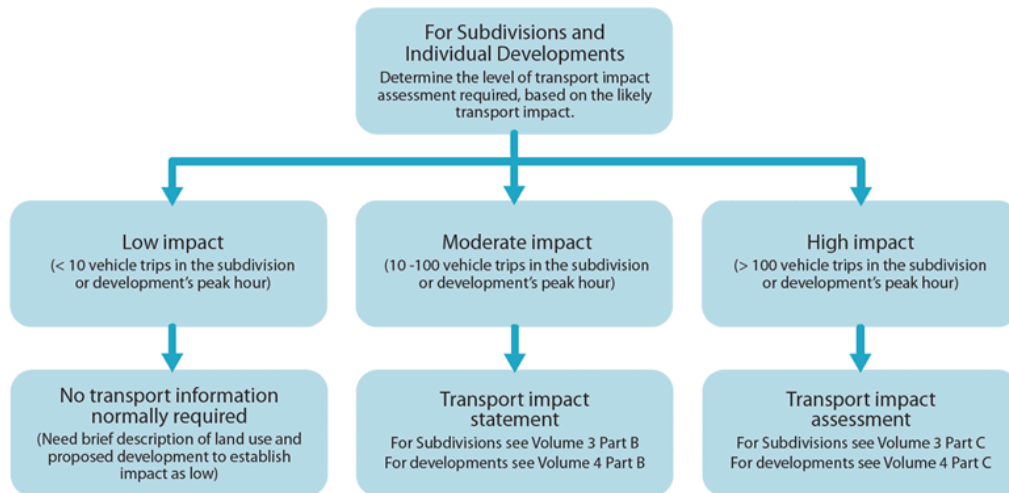 For Subdivisions and
Individual Developments
Determine the level of transport impact
assessment required, based on the likely
transport impact.
Low impact
(< 10 vehicle trips in the subdivision
or development's peak hour)
Moderate impact
(10 -100 vehicle trips in the subdivision
or development's peak hour)
High impact
(> 100 vehicle trips in the subdivision
or development's peak hour)
No transport information
normally required
(Need brief description of land use and
proposed development to establish
impact as low)
Transport impact
statement
For Subdivisions see Volume 3 Part B
For developments see Volume 4 Part B
Transport impact
assessment
For Subdivisions see Volume 3 Part C
For developments see Volume 4 Part C